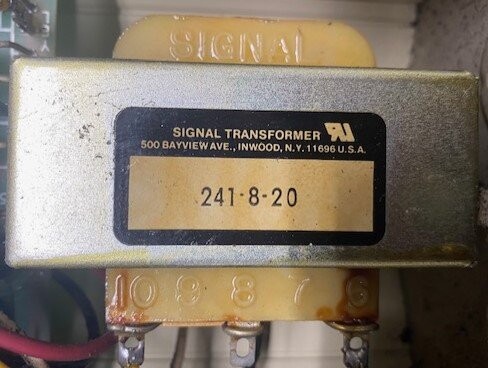 SIGNAL
SIGNAL TRANSFORMER
500 BAYVIEW AVE., INWOOD, N.Y. 11696 U.S.A.
241-8-20
10 9 8 7 6